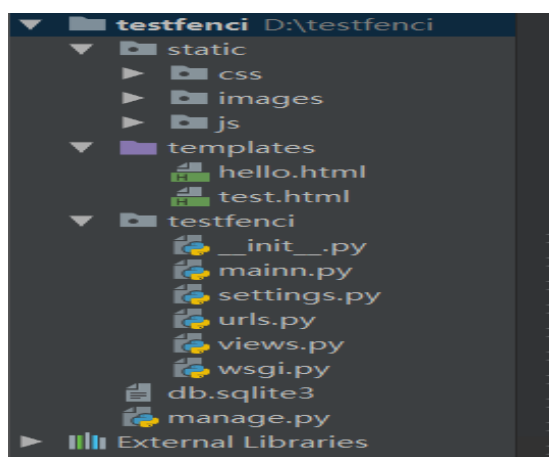 testfenci D:\testfenci
static
css
images
js
templates
hello.html
test.html
testfenci
__init__.py
mainn.py
settings.py
urls.py
views.py
wsgi.py
db.sqlite3
manage.py
External Libraries